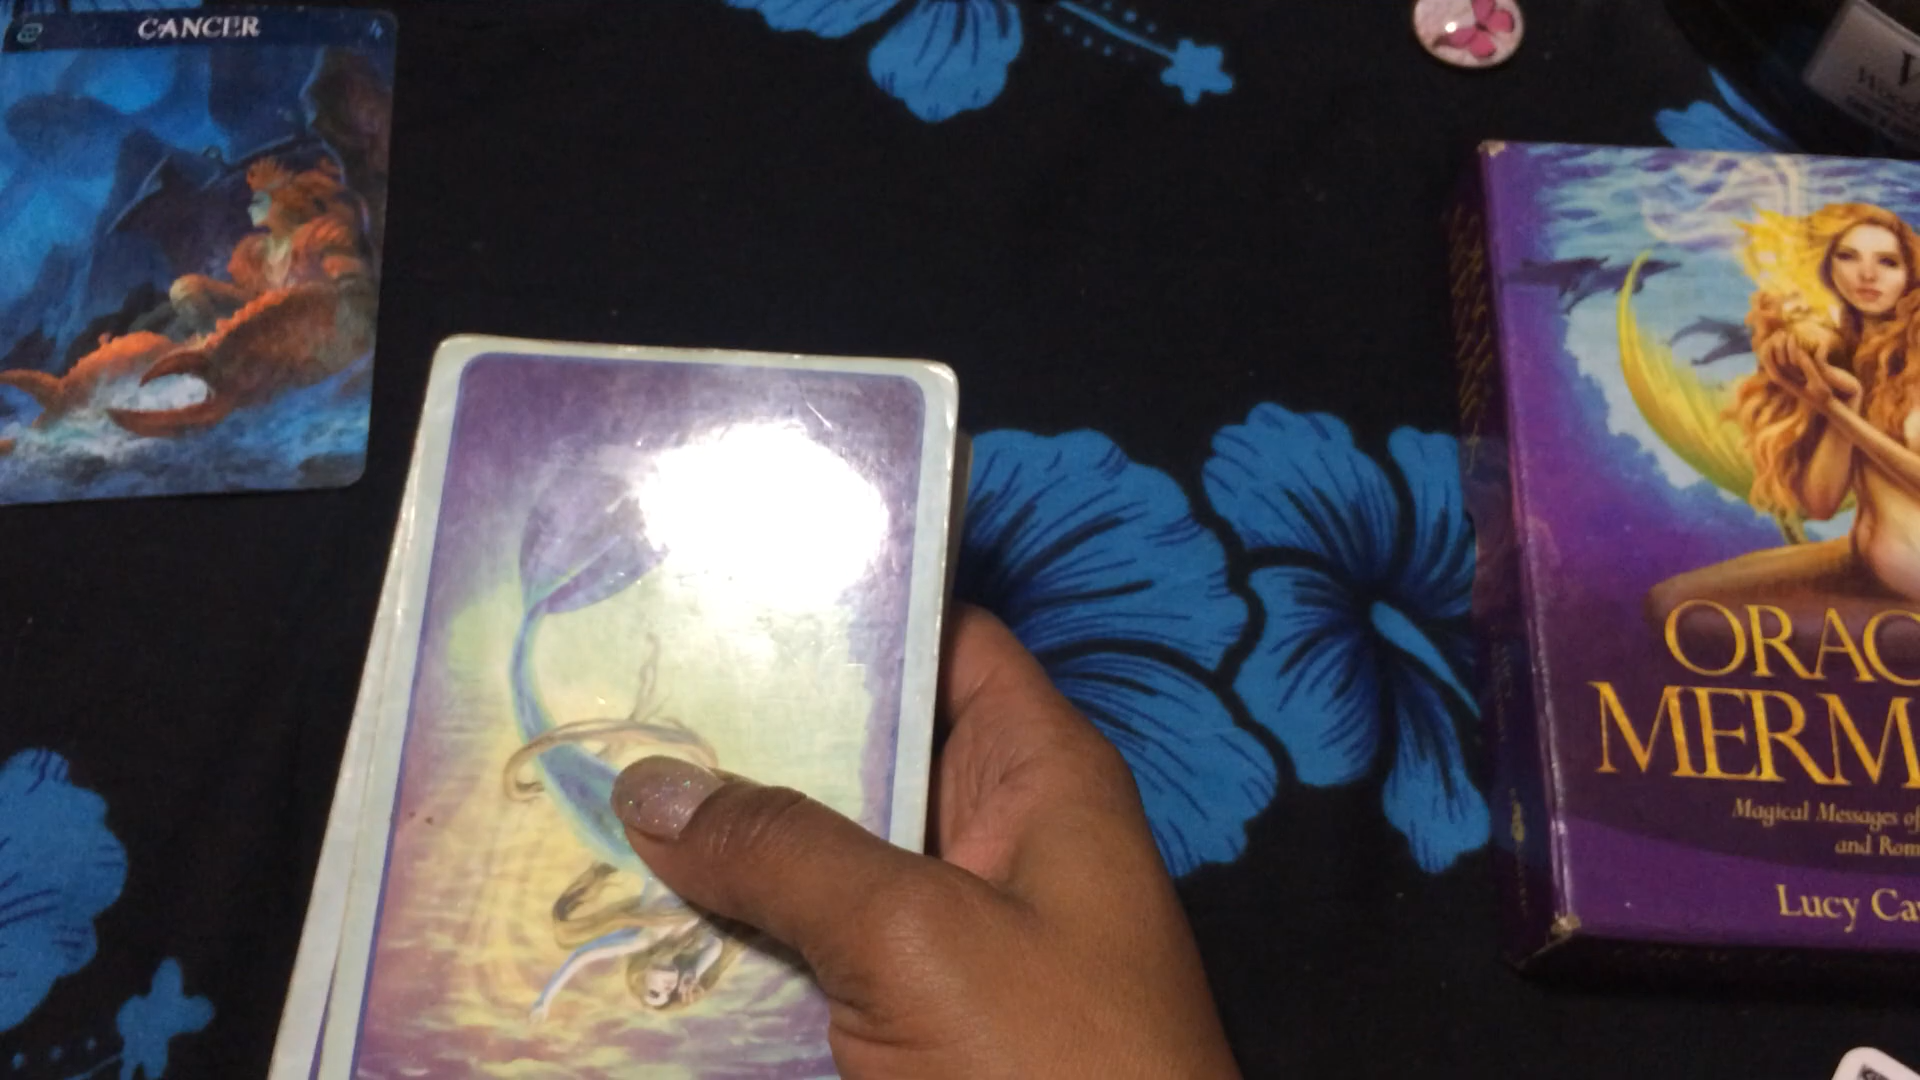 CANCER
ORAC
MERM
Magical Messages of
and Rom
Lucy Ca